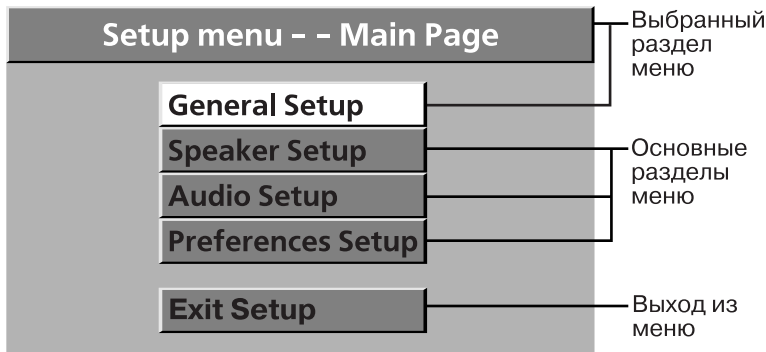 Setup menu - - Main Page
Выбранный
раздел
меню
General Setup
Speaker Setup
Audio Setup
Preferences Setup
Основные
разделы
меню
Exit Setup
Выход из
меню